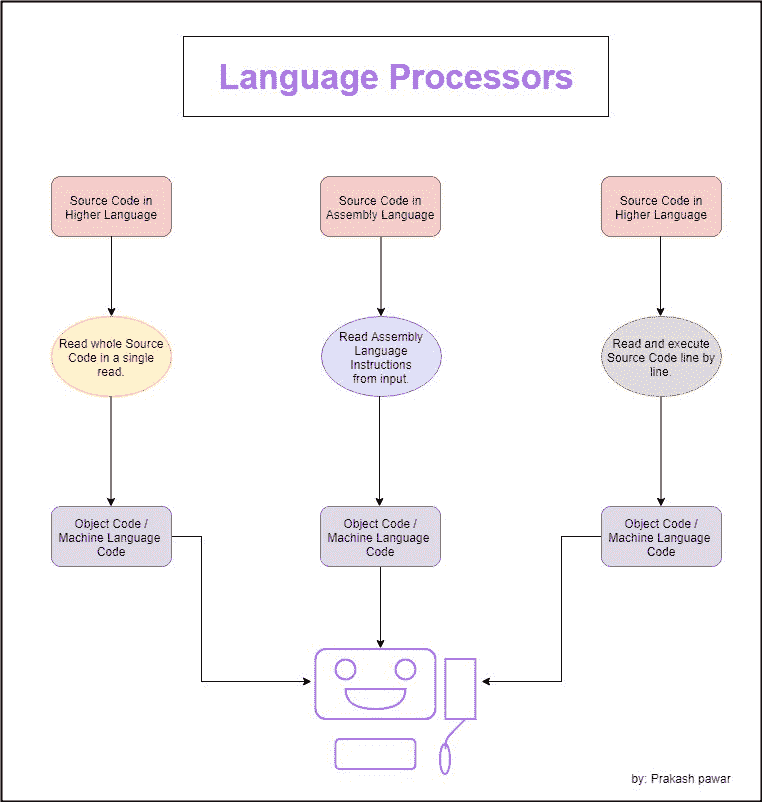 Language Processors
Source Code in
Higher Language
Source Code in
Assembly Language
Source Code in
Higher Language
Read whole Source
Code in a single
read.
Read Assembly
Language
Instructions
from input.
Read and execute
Source Code line by
line.
Object Code /
Machine Language
Code
Object Code /
Machine Language
Code
Object Code /
Machine Language
Code
by: Prakash pawar